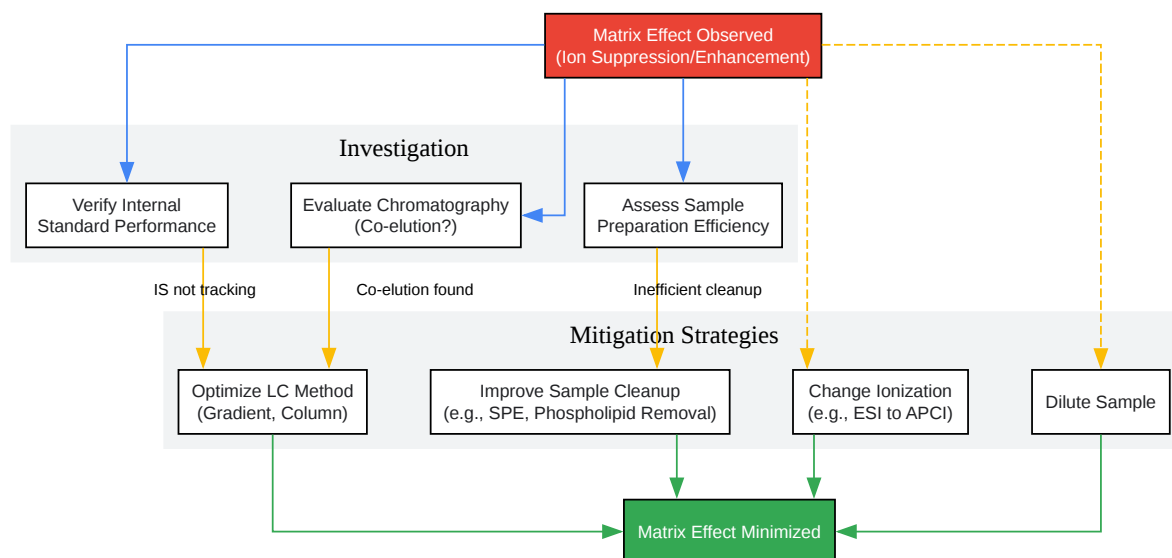 Matrix Effect Observed
(Ion Suppression/Enhancement)
Investigation
Verify Internal
Standard Performance
Evaluate Chromatography
(Co-elution?)
Assess Sample
Preparation Efficiency
IS not tracking
Co-elution found
Inefficient cleanup
Mitigation Strategies
Optimize LC Method
(Gradient, Column)
Improve Sample Cleanup
(e.g., SPE, Phospholipid Removal)
Change Ionization
(e.g., ESI to APCI)
Dilute Sample
Matrix Effect Minimized